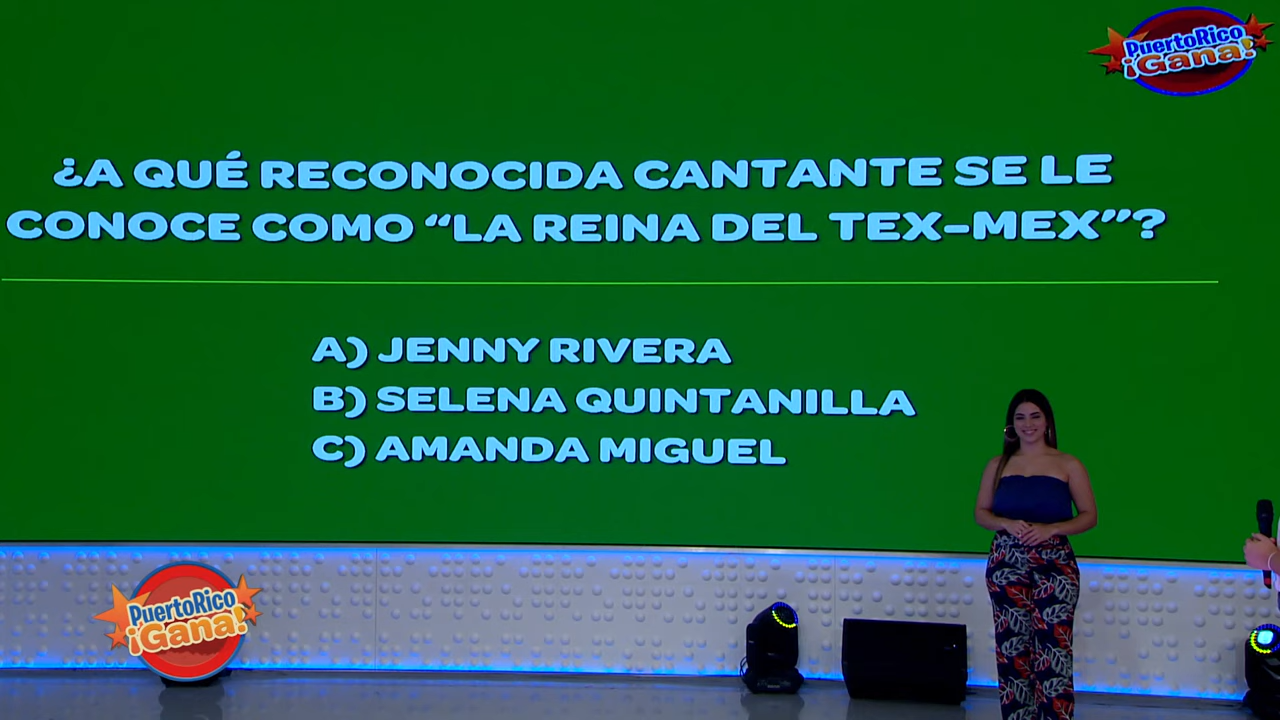 PuertoRico
¡Gana!
¿A QUÉ RECONOCIDA CANTANTE SE LE
CONOCE COMO “LA REINA DEL TEX-MEX”?
A) JENNY RIVERA
B) SELENA QUINTANILLA
C) AMANDA MIGUEL
PuertoRico
¡Gana!